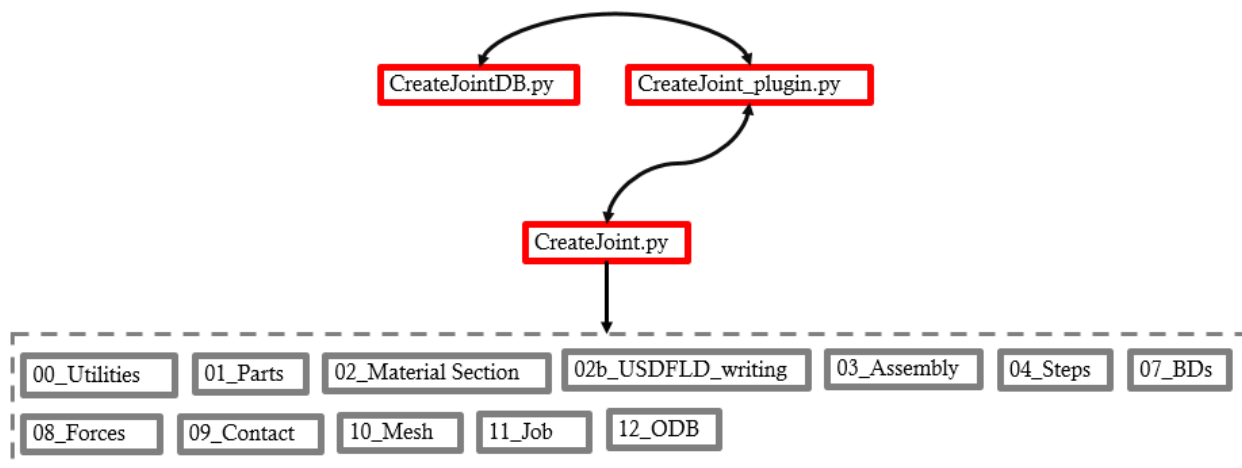 CreateJointDB.py
CreateJoint_plugin.py
CreateJoint.py
00_Utilities
01_Parts
02_Material Section
02b_USDFLD_writing
03_Assembly
04_Steps
07_BDs
08_Forces
09_Contact
10_Mesh
11_Job
12_ODB